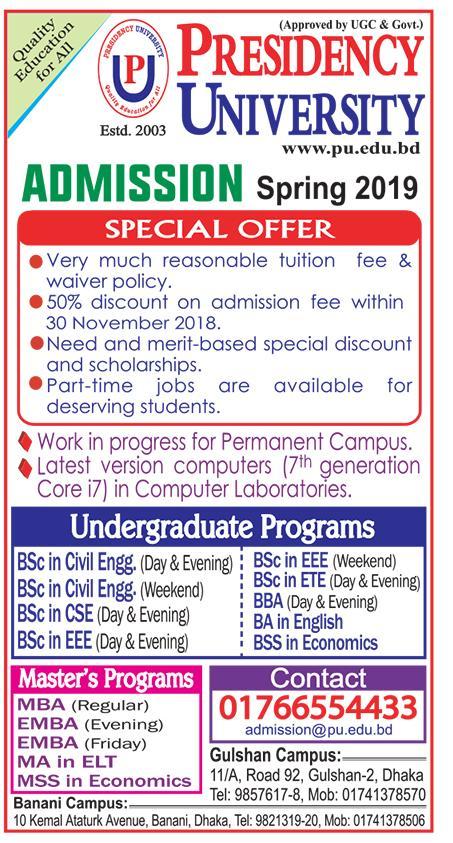 Quality
Education
for All
PRESIDENCY UNIVERSITY
P
Quality Education for All
Estd. 2003
(Approved by UGC & Govt.)
PRESIDENCY
UNIVERSITY
www.pu.edu.bd
ADMISSION Spring 2019
SPECIAL OFFER
Very much reasonable tuition fee &
waiver policy.
50% discount on admission fee within
30 November 2018.
Need and merit-based special discount
and scholarships.
Part-time jobs are available for
deserving students.
Work in progress for Permanent Campus.
Latest version computers (7th generation
Core i7) in Computer Laboratories.
Undergraduate Programs
BSc in Civil Engg. (Day & Evening)
BSc in Civil Engg. (Weekend)
BSc in CSE (Day & Evening)
BSc in EEE (Day & Evening)
BSc in EEE (Weekend)
BSc in ETE (Day & Evening)
BBA (Day & Evening)
BA in English
BSS in Economics
Master's Programs
MBA (Regular)
EMBA (Evening)
EMBA (Friday)
MA in ELT
MSS in Economics
Contact
01766554433
admission@pu.edu.bd
Gulshan Campus:
11/A, Road 92, Gulshan-2, Dhaka
Tel: 9857617-8, Mob: 01741378570
Banani Campus:
10 Kemal Ataturk Avenue, Banani, Dhaka, Tel: 9821319-20, Mob: 01741378506